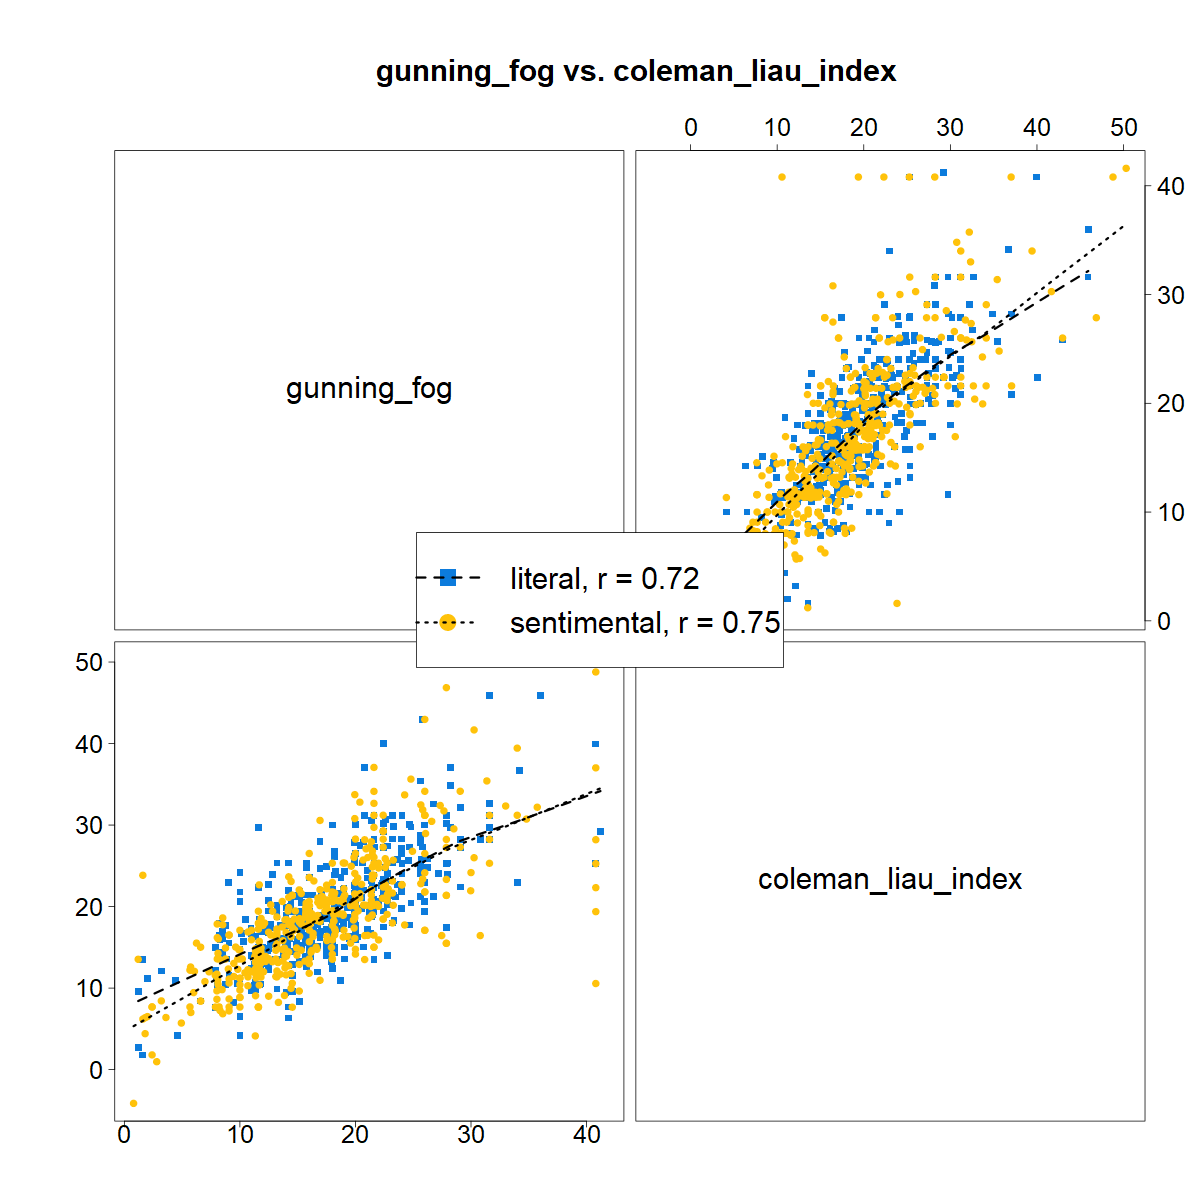 gunning_fog vs. coleman_liau_index
0 10 20 30 40 50
40
30
20
10
0
gunning_fog
literal, r = 0.72
sentimental, r = 0.75
50
40
30
20
10
0
coleman_liau_index
0 10 20 30 40